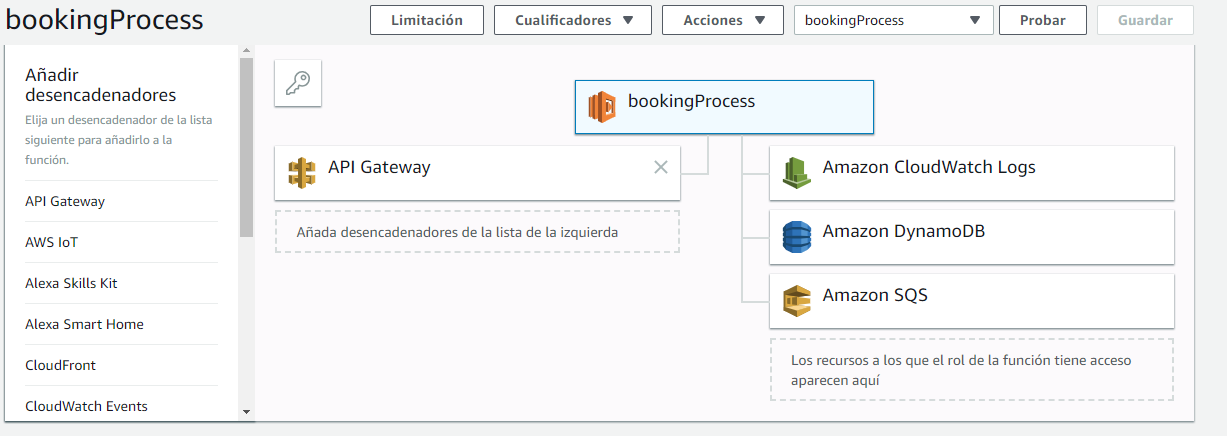 bookingProcess
Limitación
Cualificadores
Acciones
bookingProcess
Probar
Guardar
Añadir
desencadenadores
Elija un desencadenador de la lista
siguiente para añadirlo a la
función.
API Gateway
AWS IoT
Alexa Skills Kit
Alexa Smart Home
CloudFront
CloudWatch Events
bookingProcess
API Gateway
Añada desencadenadores de la lista de la izquierda
Amazon CloudWatch Logs
Amazon DynamoDB
Amazon SQS
Los recursos a los que el rol de la función tiene acceso
aparecen aquí